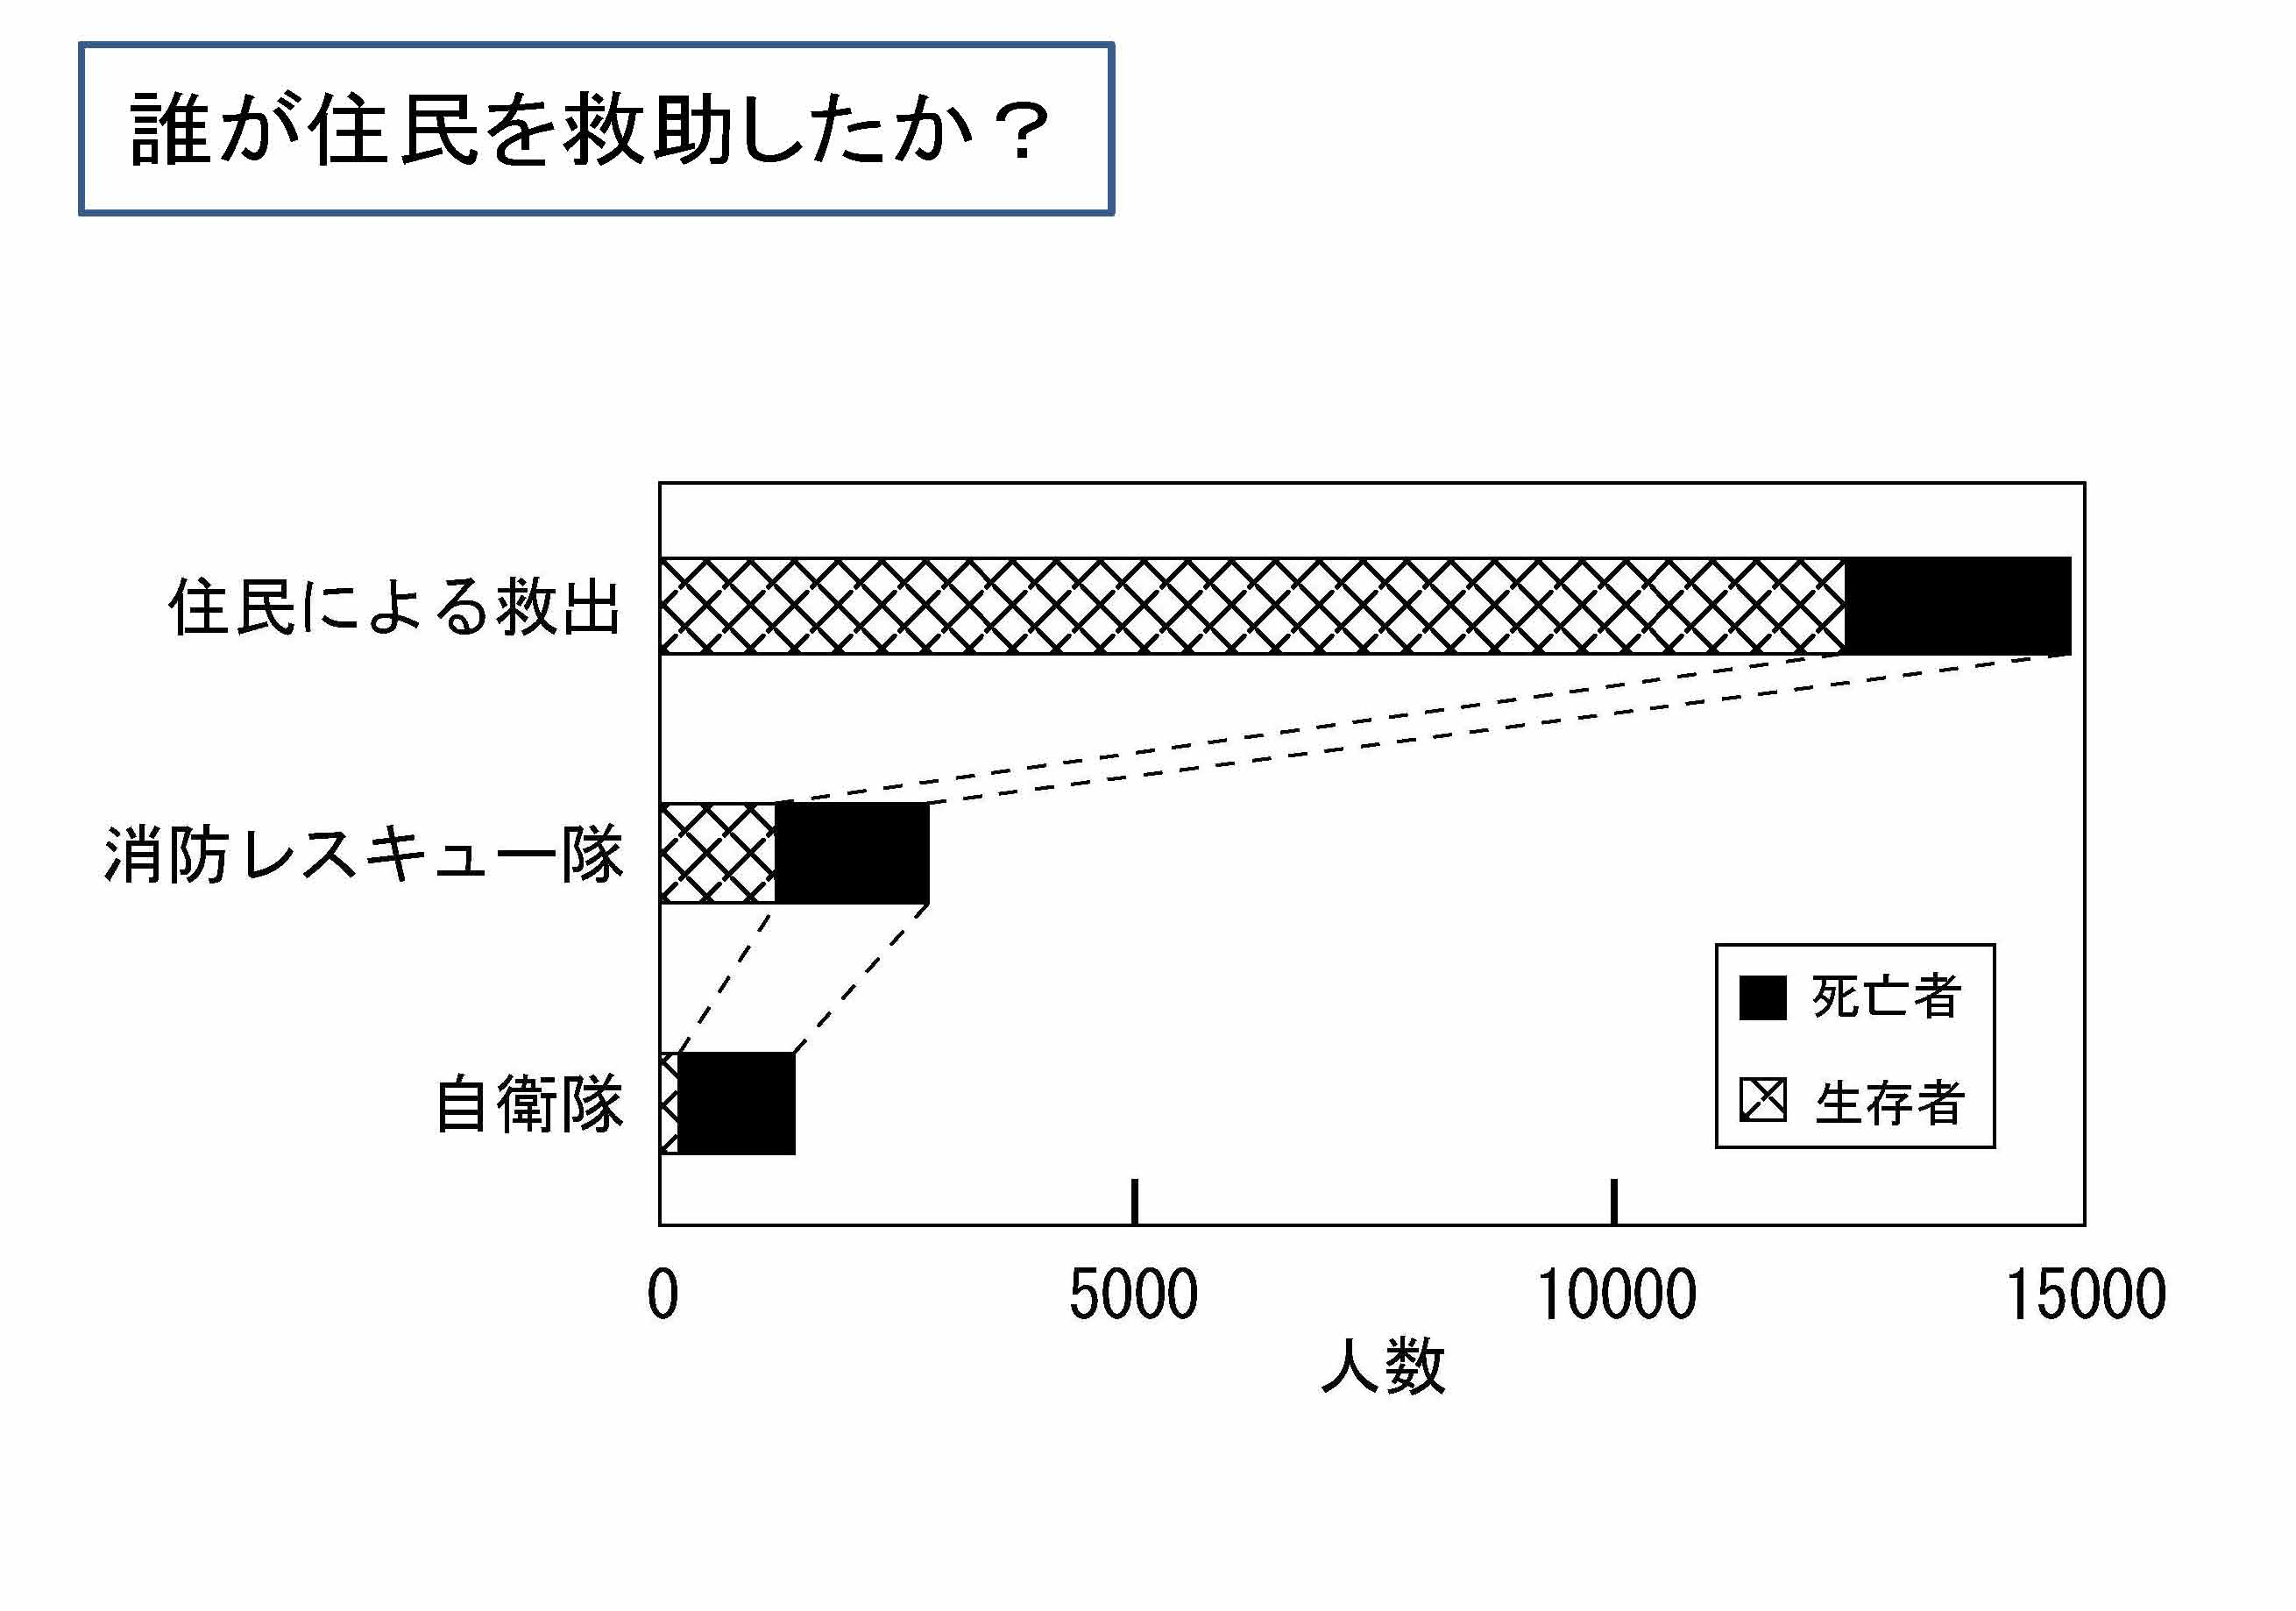 誰が住民を救助したか？
住民による救出
消防レスキュー隊
自衛隊
死亡者
生存者
0 5000 10000 15000
人数